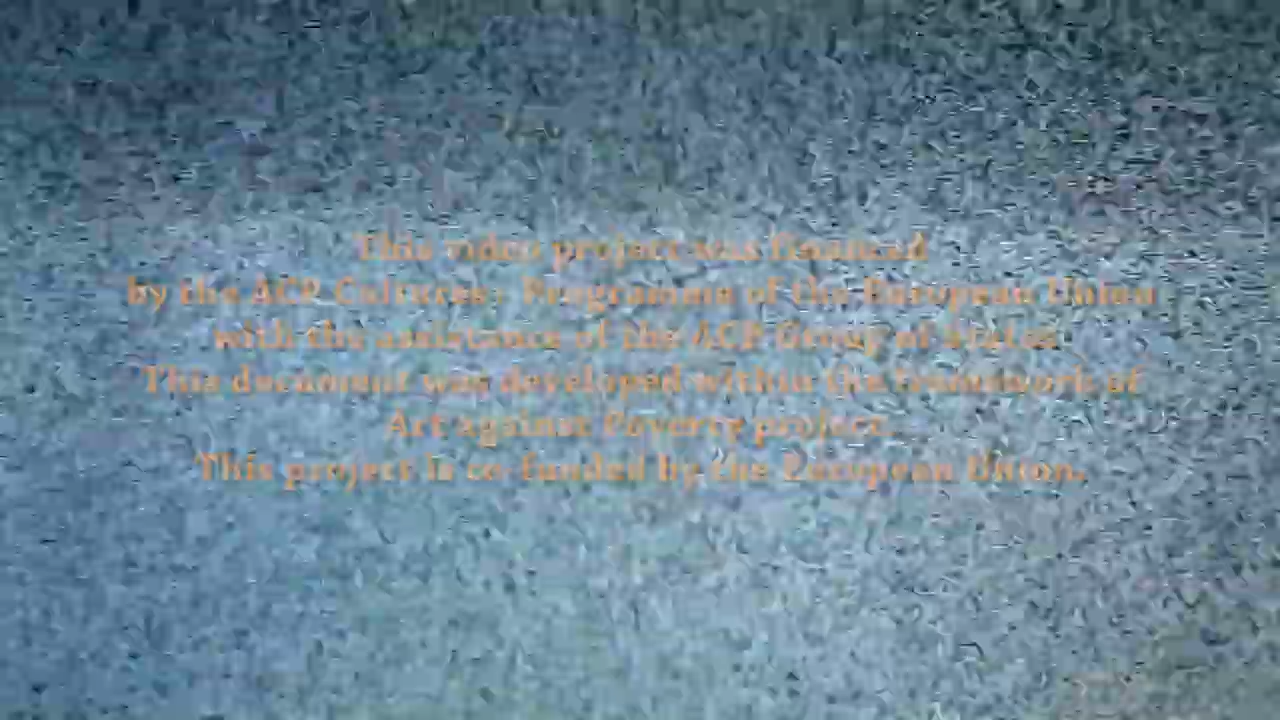 This video project was financed
by the ACP Cultures+ Programme of the European Union
with the assistance of the ACP Group of States.
This document was developed within the framework of
Art against Poverty project.
This project is co-funded by the European Union.